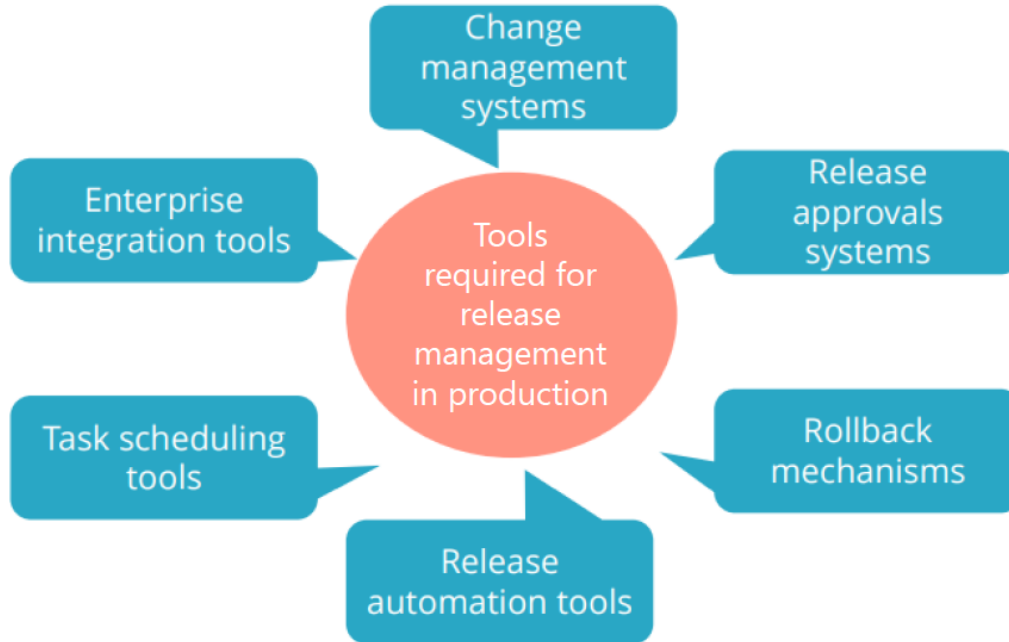 Change
management
systems
Enterprise
integration tools
Release
approvals
systems
Tools
required for
release
management
in production
Task scheduling
tools
Rollback
mechanisms
Release
automation tools